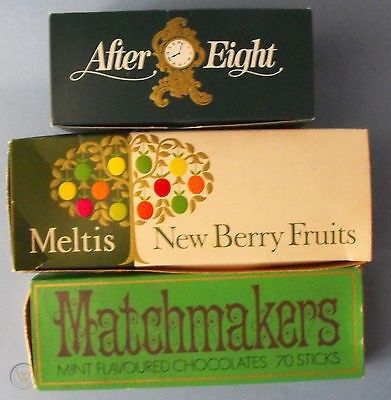 After Eight
Meltis New Berry Fruits
Matchmakers
MINT FLAVOURED CHOCOLATES 70 STICKS